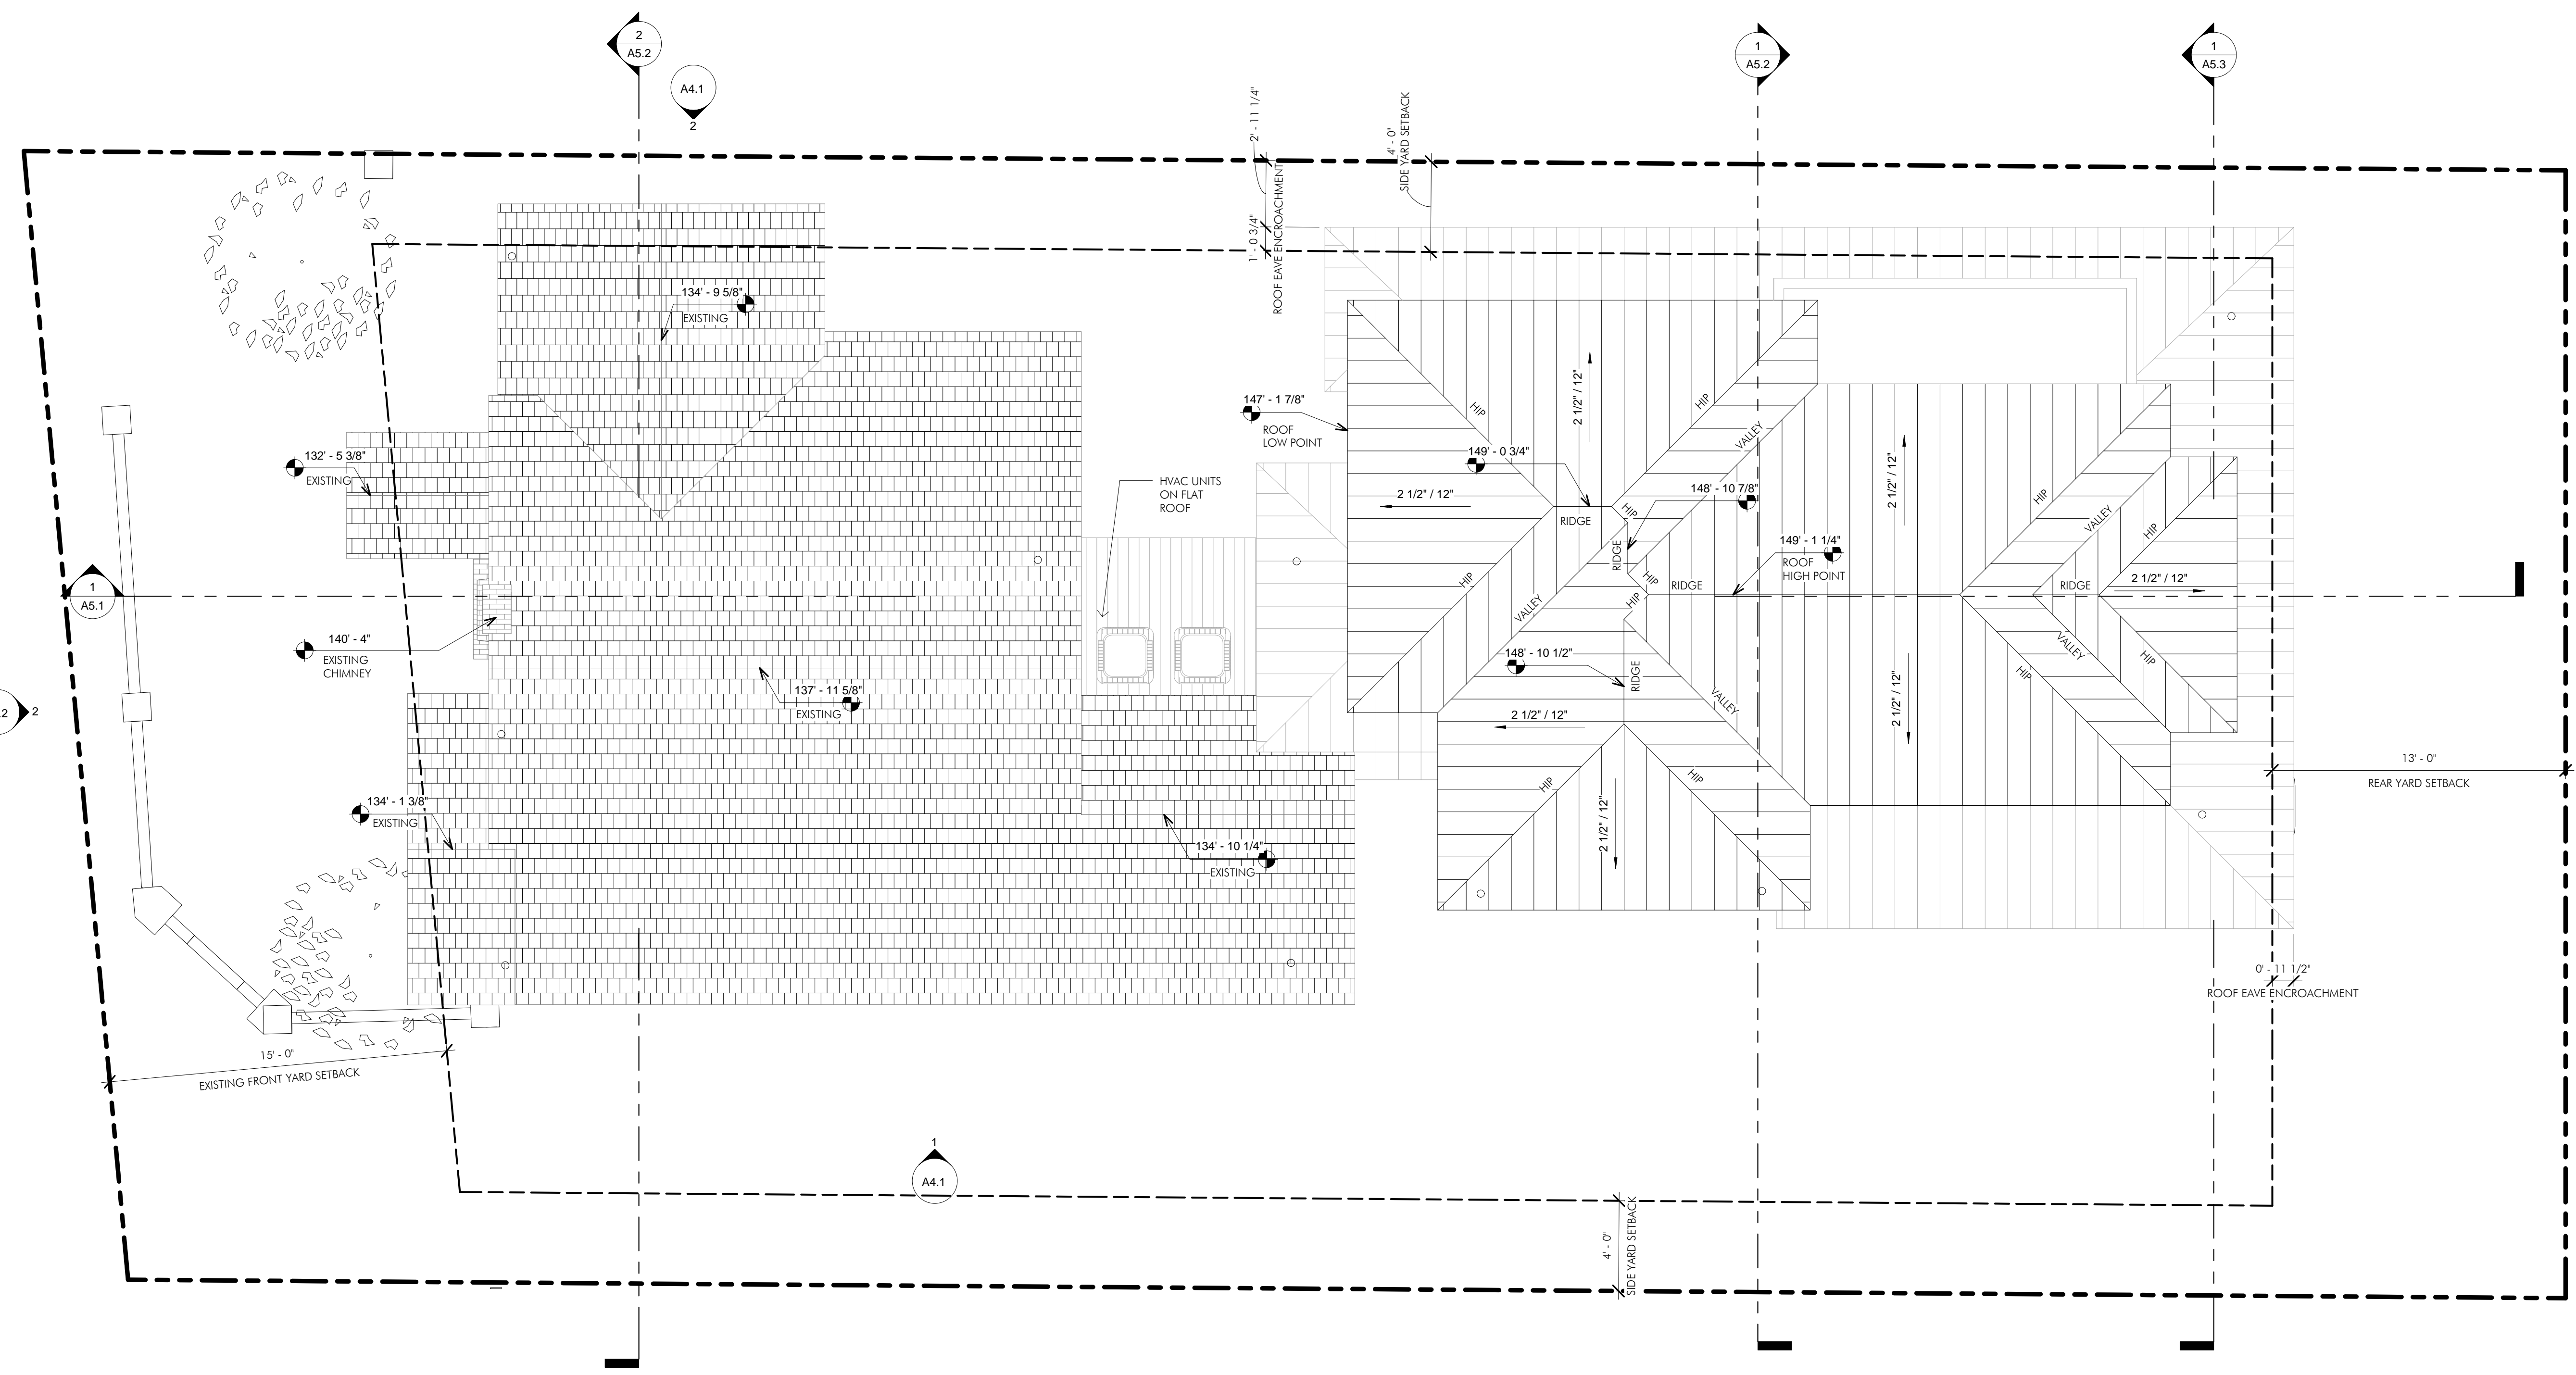 2
A5.2
A4.1
2
1
A5.2
1
A5.3
2' - 11 1/4"
1' - 0 3/4"
ROOF EAVE ENCROACHMENT
4' - 0"
SIDE YARD SETBACK
134' - 9 5/8"
EXISTING
132' - 5 3/8"
EXISTING
1
A5.1
140' - 4"
EXISTING
CHIMNEY
2
137' - 11 5/8"
EXISTING
134' - 1 3/8"
EXISTING
134' - 10 1/4"
EXISTING
HVAC UNITS
ON FLAT
ROOF
147' - 1 7/8"
ROOF
LOW POINT
HIP
2 1/2" / 12"
HIP
VALLEY
149' - 0 3/4"
148' - 10 7/8"
2 1/2" / 12"
RIDGE
HIP
RIDGE
149' - 1 1/4"
ROOF
HIGH POINT
HIP
HIP
RIDGE
HIP
VALLEY
148' - 10 1/2"
RIDGE
VALLEY
2 1/2" / 12"
HIP
HIP
2 1/2" / 12"
2 1/2" / 12"
2 1/2" / 12"
HIP
VALLEY
HIP
RIDGE
2 1/2" / 12"
VALLEY
HIP
HIP
13' - 0"
REAR YARD SETBACK
0' - 11 1/2"
ROOF EAVE ENCROACHMENT
15' - 0"
EXISTING FRONT YARD SETBACK
1
A4.1
4' - 0"
SIDE YARD SETBACK